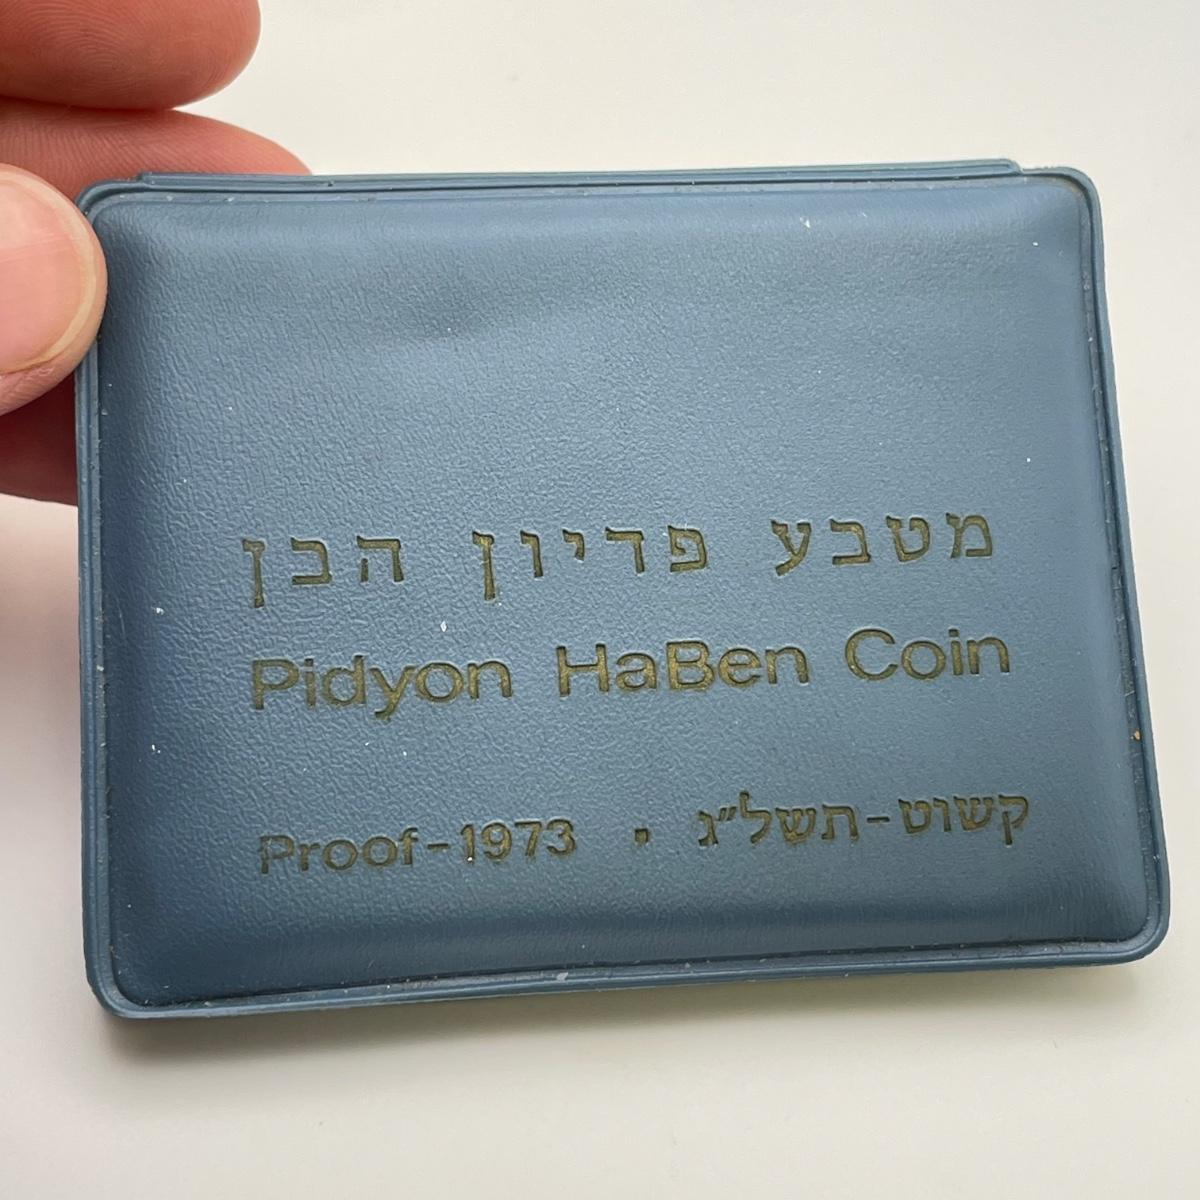 מטבע פדיון הבן
Pidyon HaBen Coin
Proof-1973 · קשוט-תשל״ג